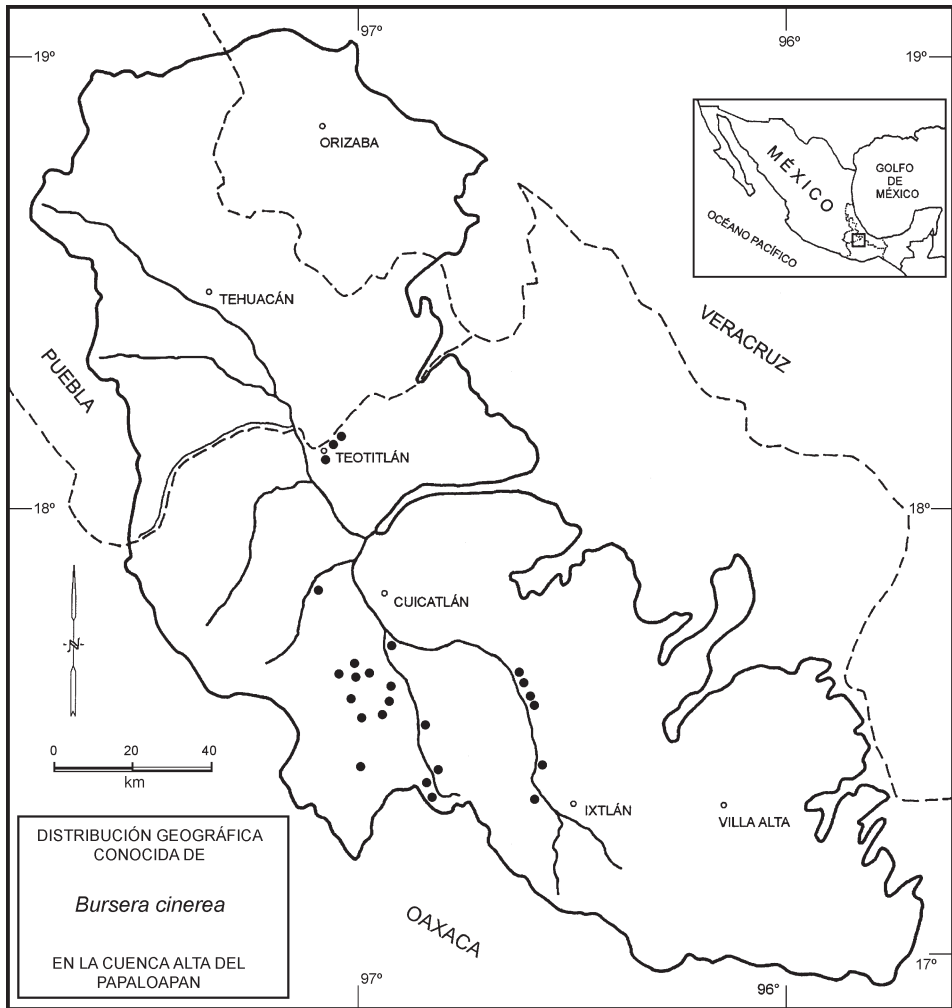 97º
96º
19º
19º
ORIZABA
MÉXICO
GOLFO
DE
MÉXICO
OCÉANO PACÍFICO
TEHUACÁN
VERACRUZ
PUEBLA
TEOTITLÁN
18º
18º
CUICATLÁN
N
0 20 40
km
IXTLÁN
VILLA ALTA
DISTRIBUCIÓN GEOGRÁFICA
CONOCIDA DE
Bursera cinerea
EN LA CUENCA ALTA DEL
PAPALOAPAN
OAXACA
17º
97º
96º